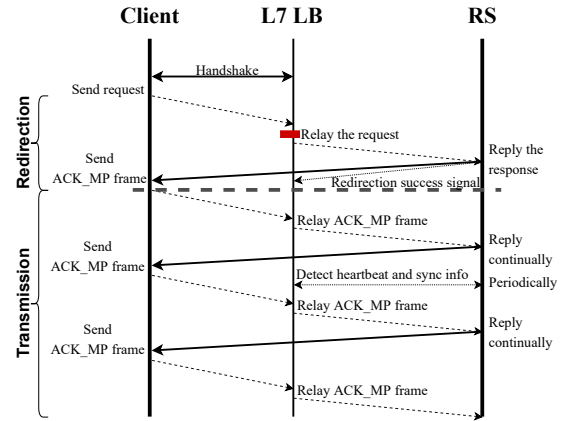 Client L7 LB RS
Handshake
Send request
Relay the request
Reply the
response
Send
ACK_MP frame
Redirection success signal
Redirection
Relay ACK_MP frame
Reply
continually
Send
ACK_MP frame
Detect heartbeat and sync info
Periodically
Relay ACK_MP frame
Transmission
Reply
continually
Send
ACK_MP frame
Relay ACK_MP frame